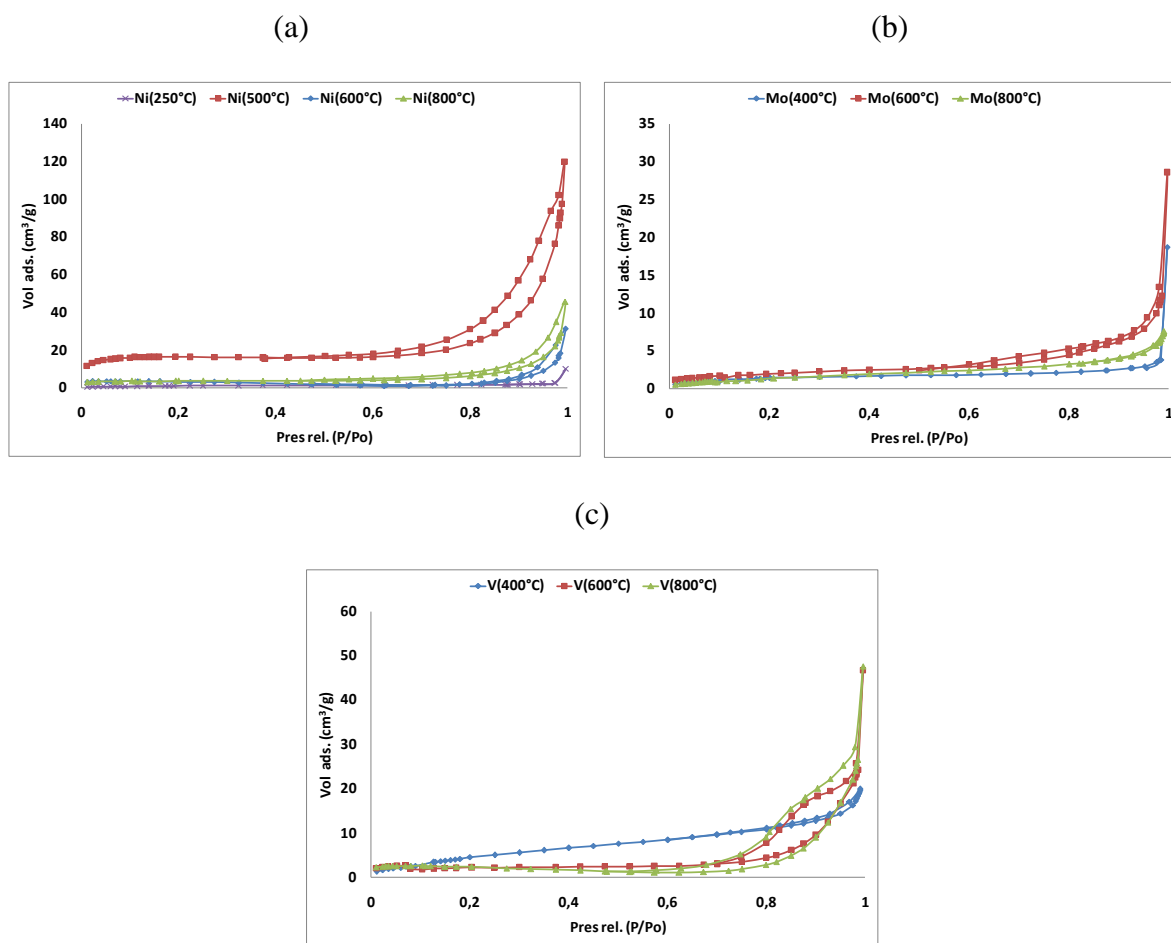 (a)
Ni(250°C) Ni(500°C) Ni(600°C) Ni(800°C)
140
120
100
80
60
40
20
0
Vol ads. (cm³/g)
0 0,2 0,4 0,6 0,8 1
Pres rel. (P/Po)
(b)
Mo(400°C) Mo(600°C) Mo(800°C)
35
30
25
20
15
10
5
0
Vol ads. (cm³/g)
0 0,2 0,4 0,6 0,8 1
Pres rel. (P/Po)
(c)
V(400°C) V(600°C) V(800°C)
60
50
40
30
20
10
0
Vol ads. (cm³/g)
0 0,2 0,4 0,6 0,8 1
Pres rel. (P/Po)